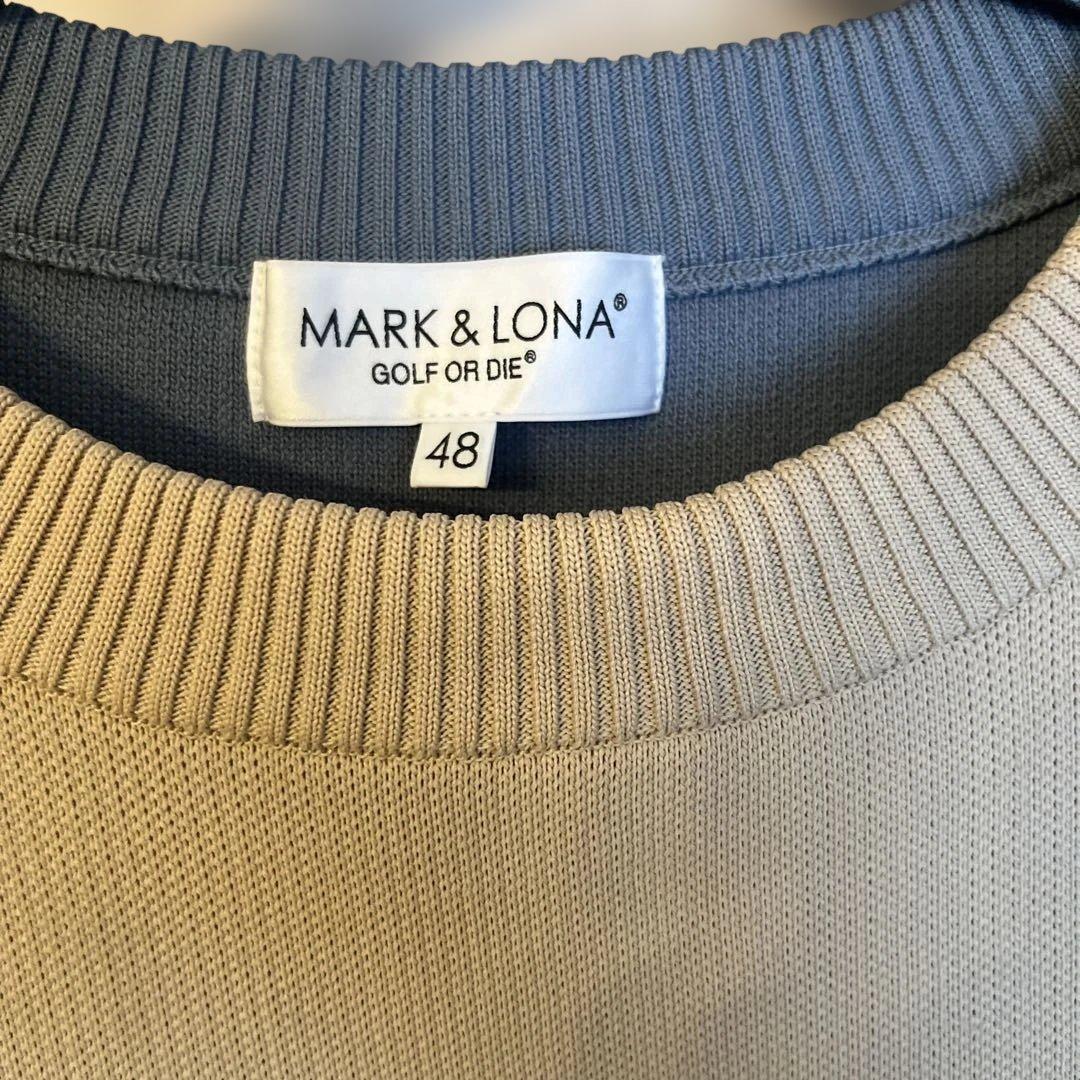 MARK & LONA®
GOLF OR DIE®
48